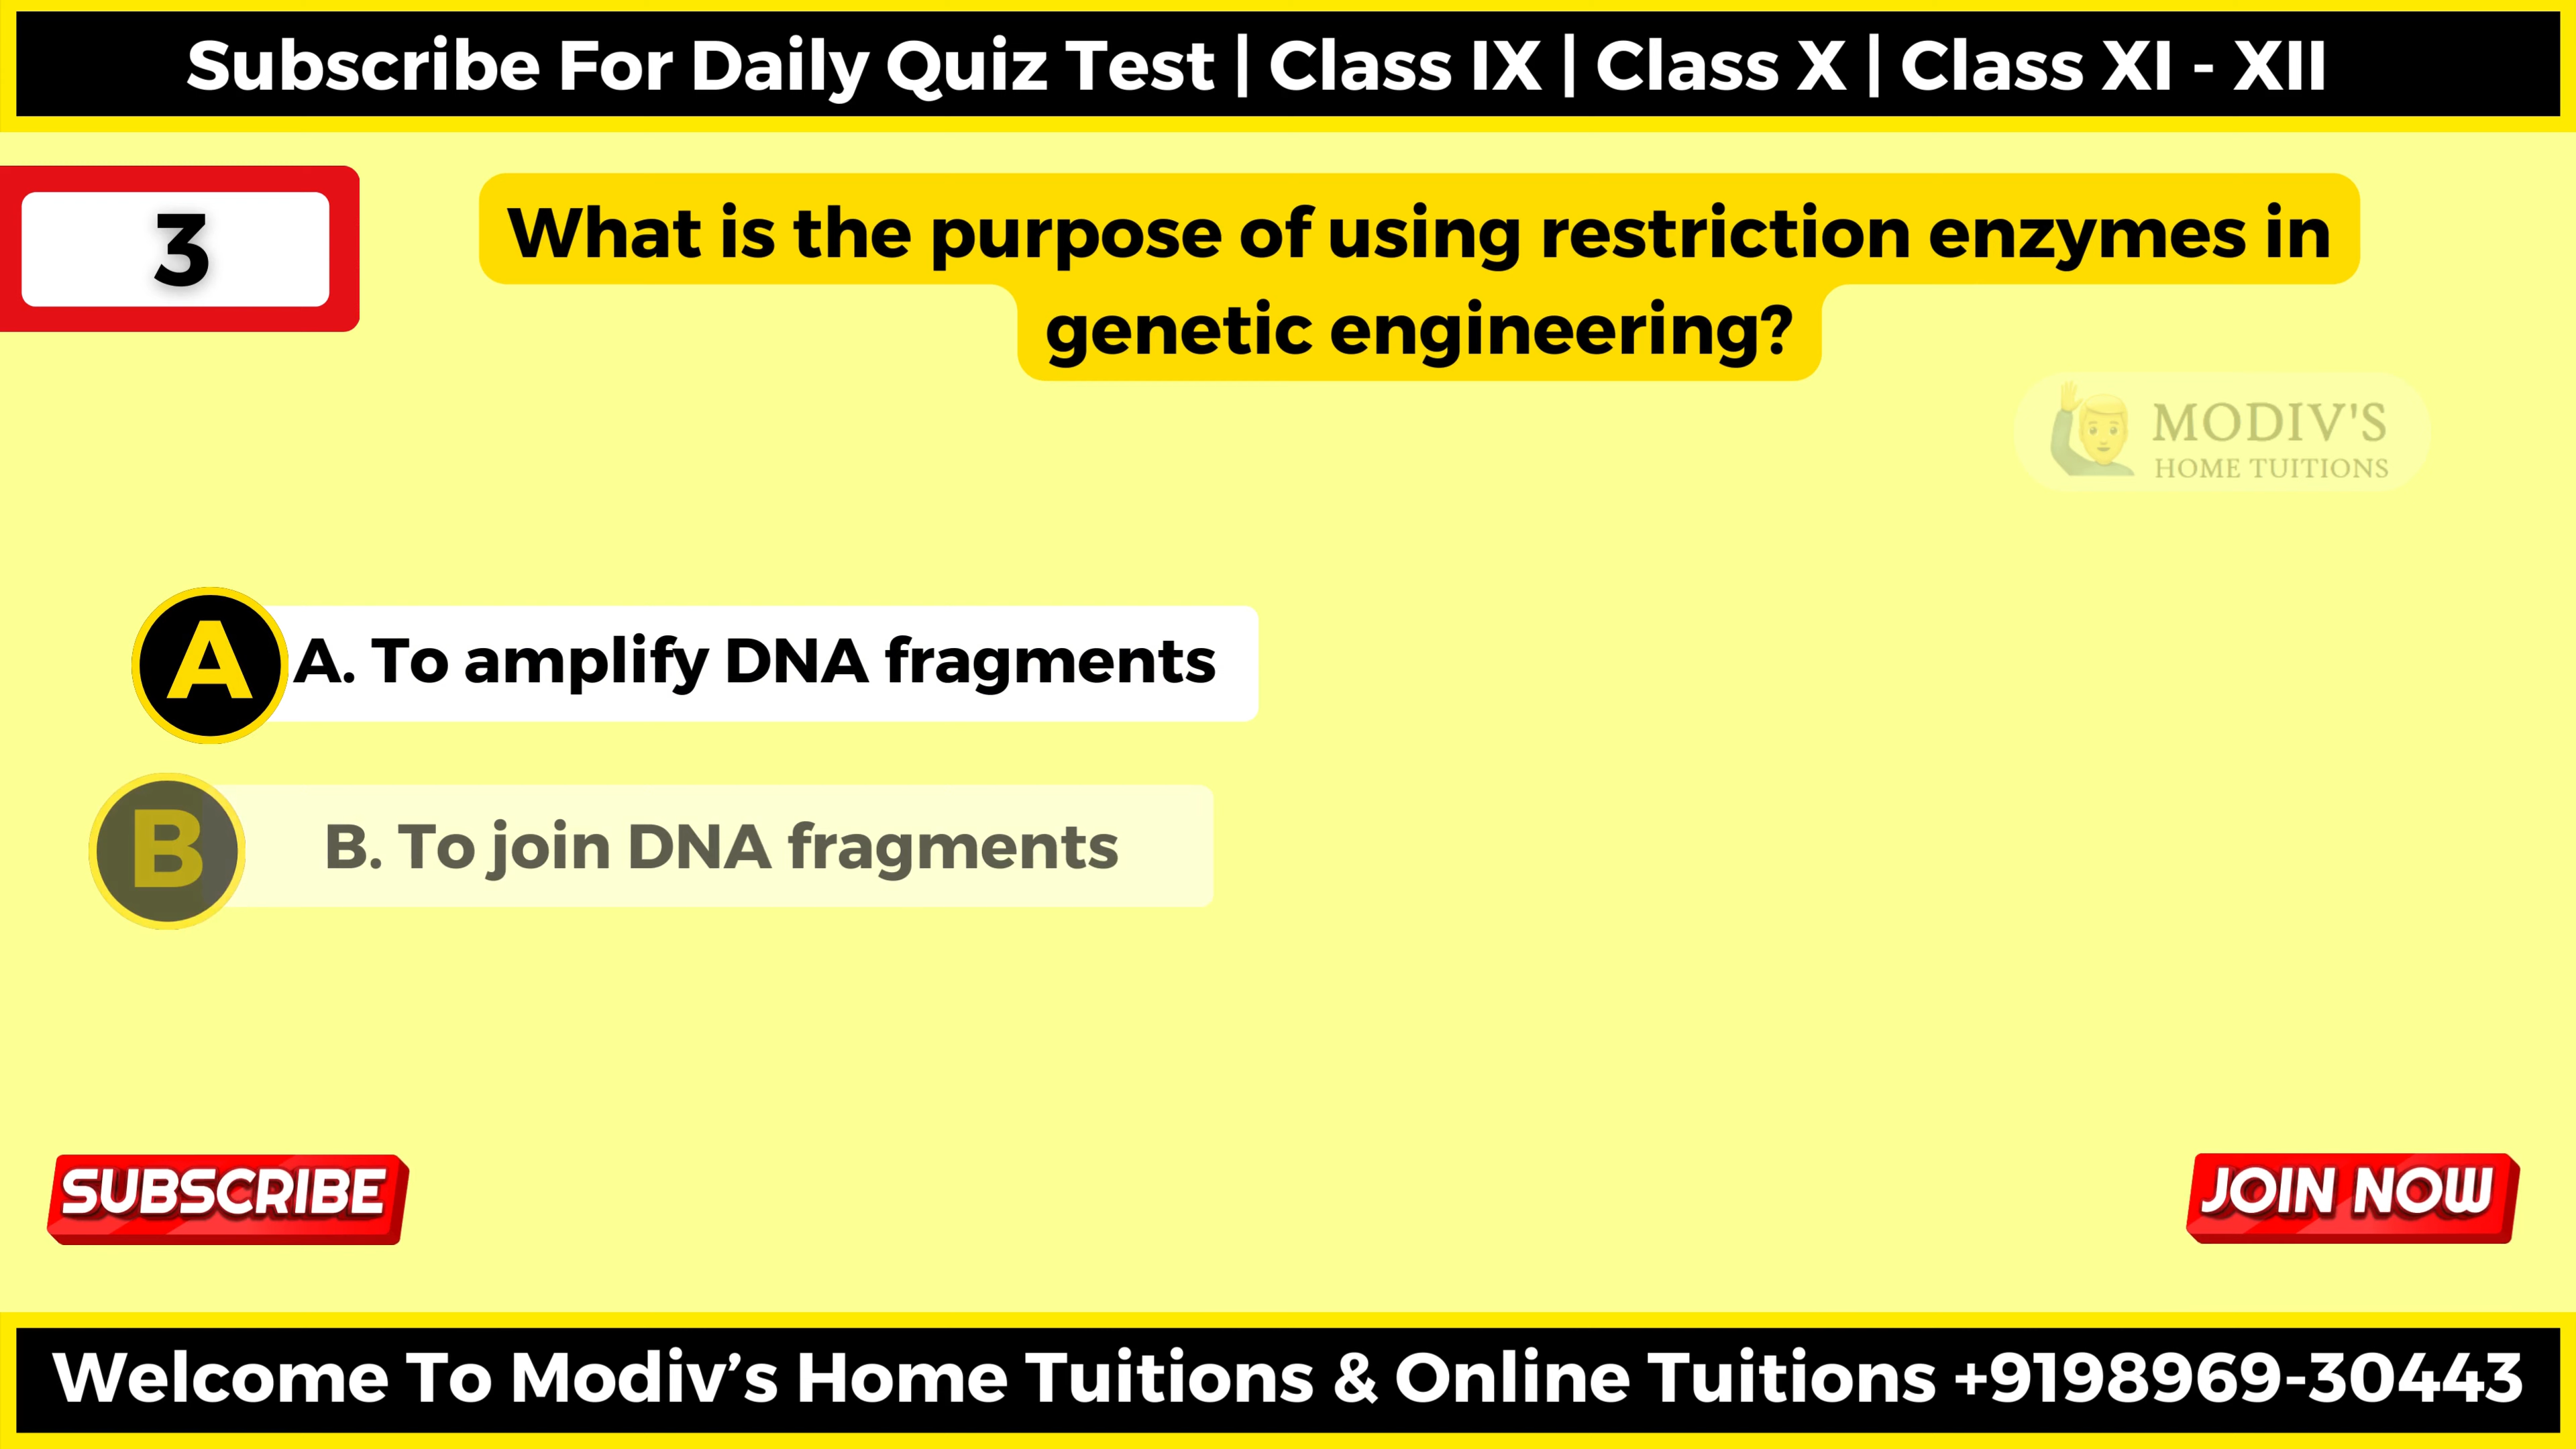 Subscribe For Daily Quiz Test | Class IX | Class X | Class XI - XII
3
What is the purpose of using restriction enzymes in
genetic engineering?
MODIV'S
HOME TUITIONS
A
A. To amplify DNA fragments
B
B. To join DNA fragments
SUBSCRIBE
JOIN NOW
Welcome To Modiv’s Home Tuitions & Online Tuitions +9198969-30443